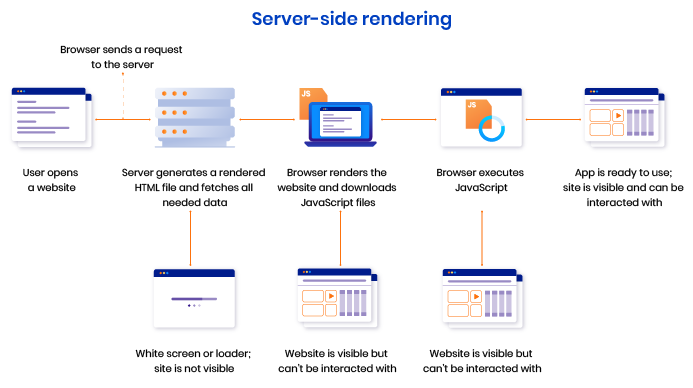 Server-side rendering
Browser sends a request
to the server
JS
JS
User opens
a website
Server generates a rendered
HTML file and fetches all
needed data
Browser renders the
website and downloads
JavaScript files
Browser executes
JavaScript
App is ready to use;
site is visible and can be
interacted with
White screen or loader;
site is not visible
Website is visible but
can't be interacted with
Website is visible but
can't be interacted with